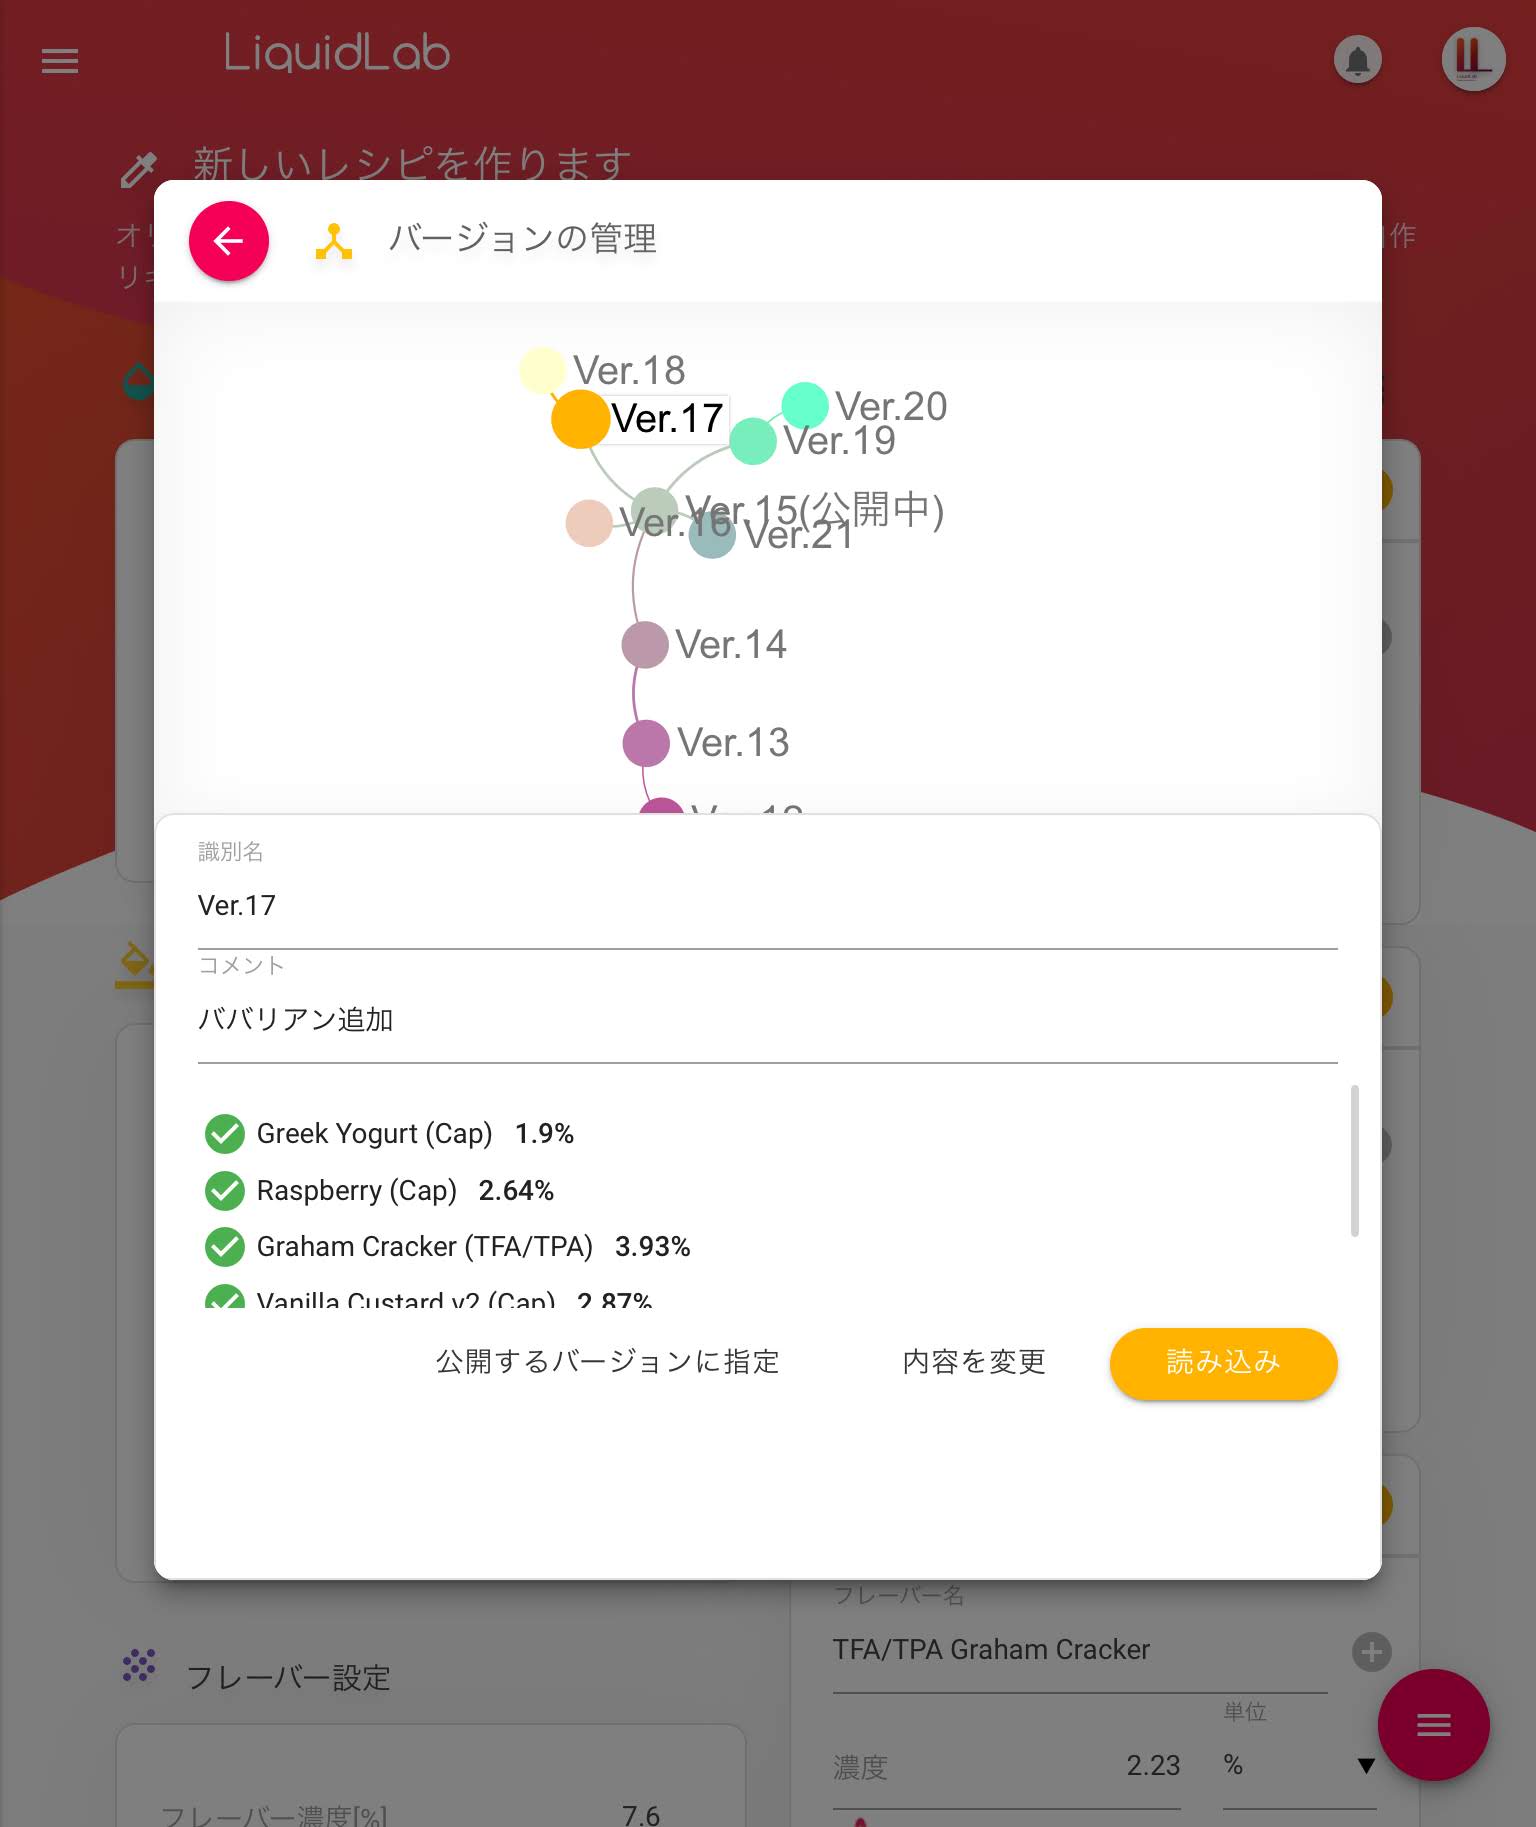 LiquidLab
新しいレシピを作ります
作
バージョンの管理
Ver.18
Ver.17
Ver.20
Ver.19
Ver.15(公開中)
Ver.16
Ver.21
Ver.14
Ver.13
識別名
Ver.17
コメント
ババリアン追加
Greek Yogurt (Cap) 1.9%
Raspberry (Cap) 2.64%
Graham Cracker (TFA/TPA) 3.93%
Vanilla Custard v2 (Cap) 2.87%
公開するバージョンに指定
内容を変更
読み込み
フレーバー名
TFA/TPA Graham Cracker
フレーバー設定
単位
濃度 2.23 %
フレーバー濃度[%] 7.6